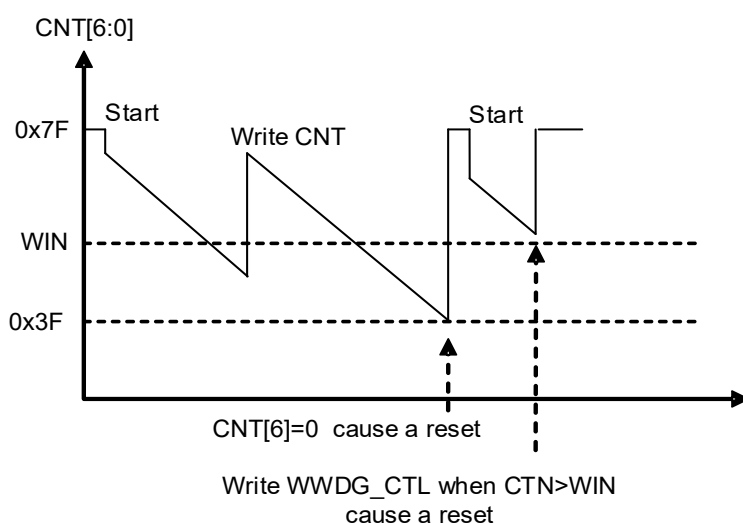 CNT[6:0]
Start
Start
0x7F
Write CNT
WIN
0x3F
CNT[6]=0 cause a reset
Write WWDG_CTL when CTN>WIN
cause a reset